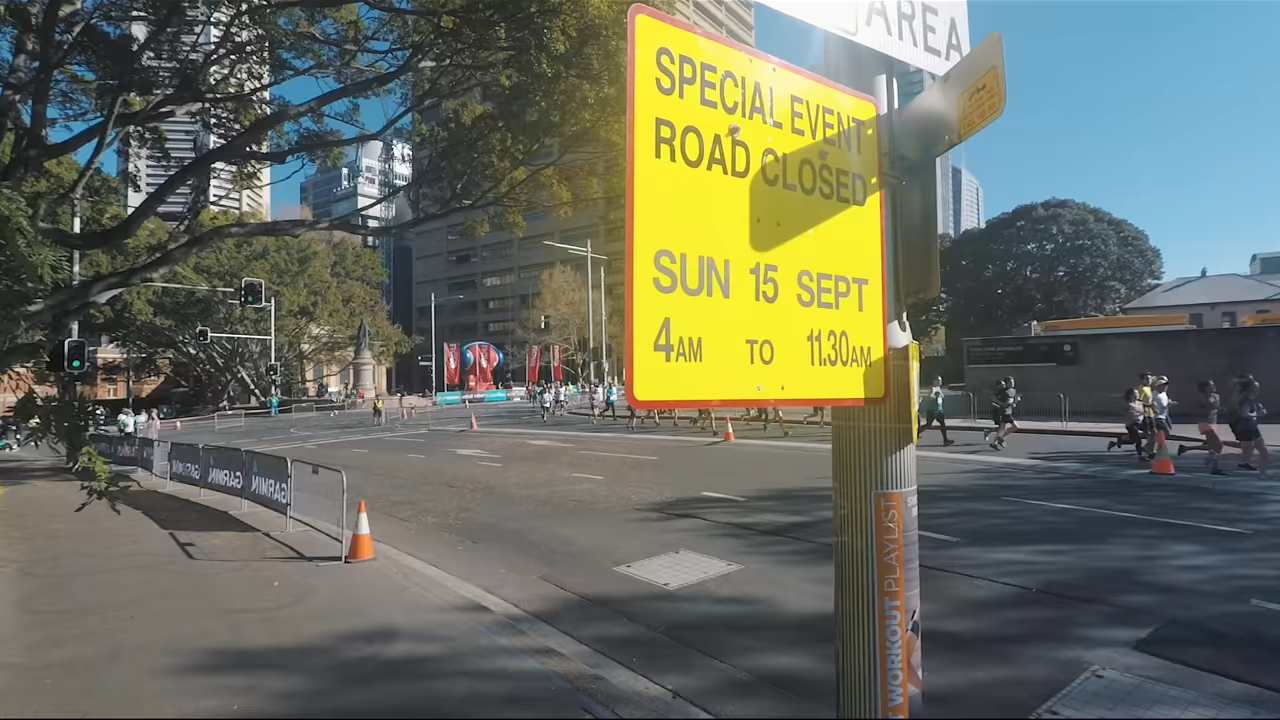 AREA
SPECIAL EVENT
ROAD CLOSED
SUN 15 SEPT
4AM TO 11.30AM
GARMIN
GARMIN
WORKOUT PLAYLIST